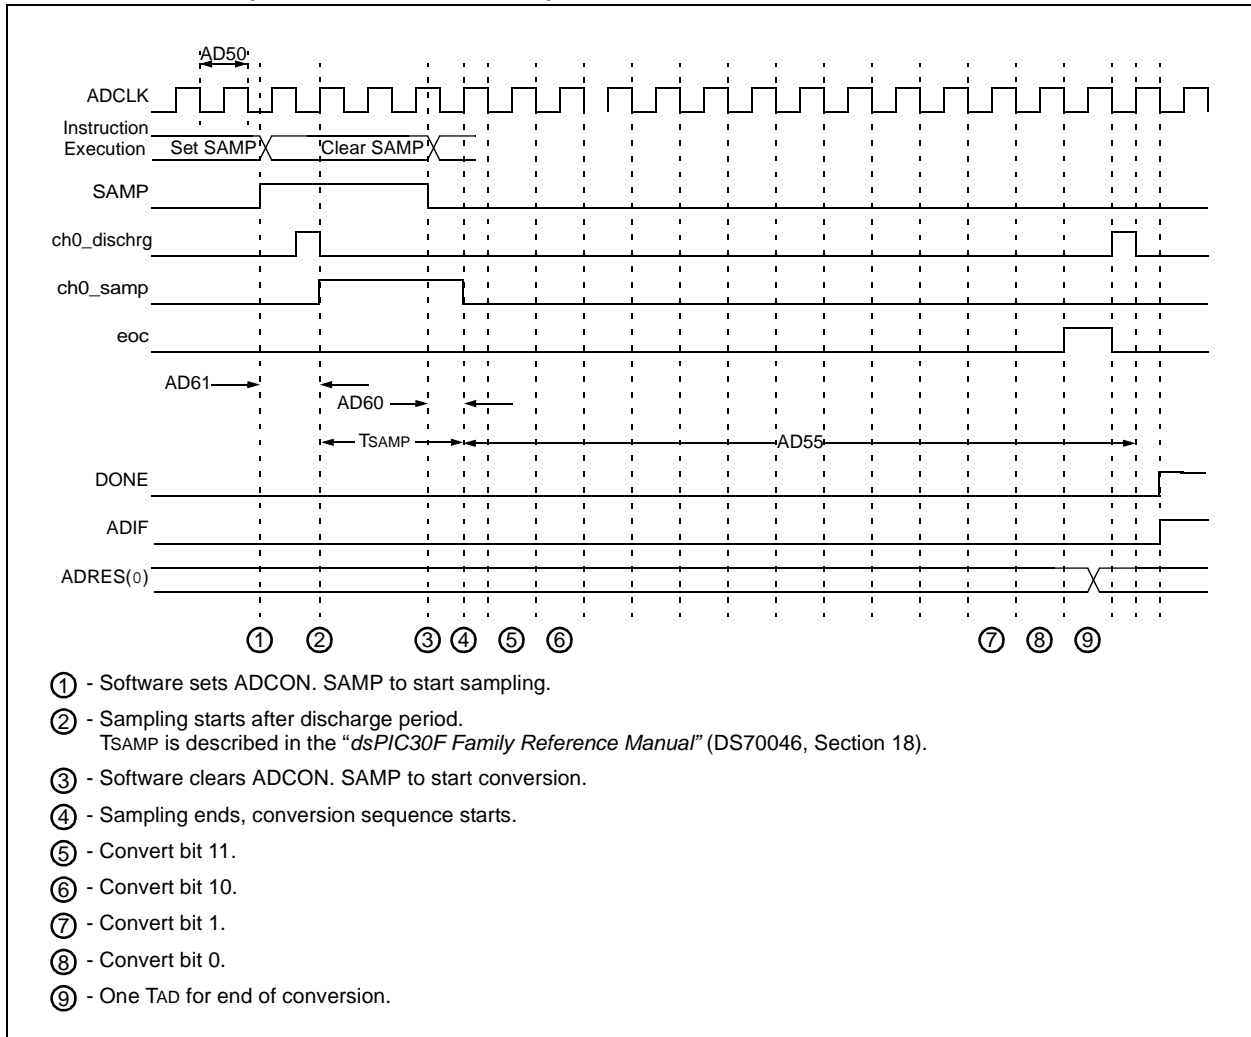 AD50
ADCLK
Instruction
Execution
Set SAMP
Clear SAMP
SAMP
ch0_dischrg
ch0_samp
eoc
AD61
AD60
TSAMP
AD55
DONE
ADIF
ADRES(0)
1 2 3 4 5 6 7 8 9
1 - Software sets ADCON. SAMP to start sampling.
2 - Sampling starts after discharge period.
TSAMP is described in the "dsPIC30F Family Reference Manual" (DS70046, Section 18).
3 - Software clears ADCON. SAMP to start conversion.
4 - Sampling ends, conversion sequence starts.
5 - Convert bit 11.
6 - Convert bit 10.
7 - Convert bit 1.
8 - Convert bit 0.
9 - One TAD for end of conversion.